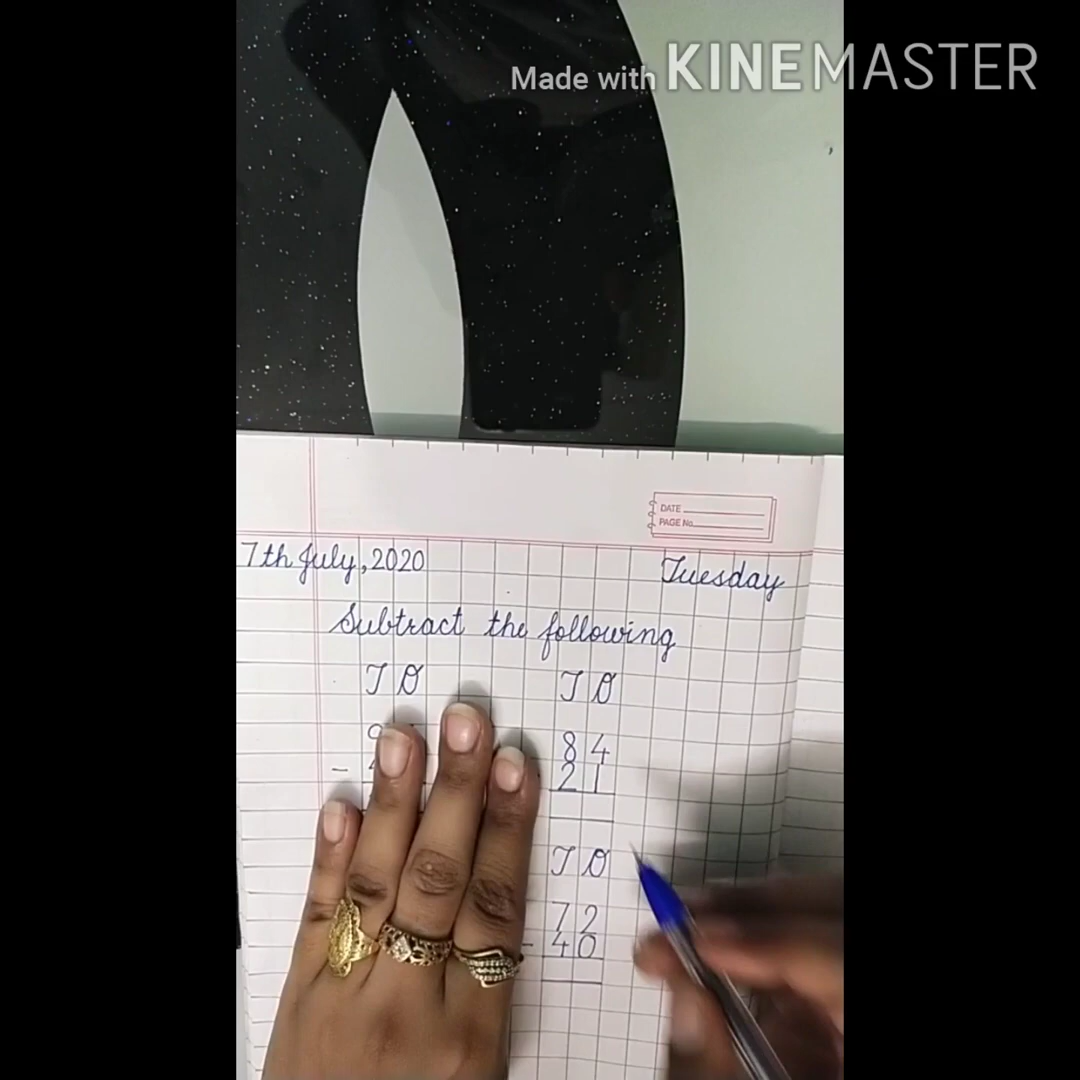 Made with KINEMASTER
DATE
PAGE No.
7th July, 2020 Tuesday
Subtract the following
T O T O
8 4
- 2 1
T O
7 2
- 4 0